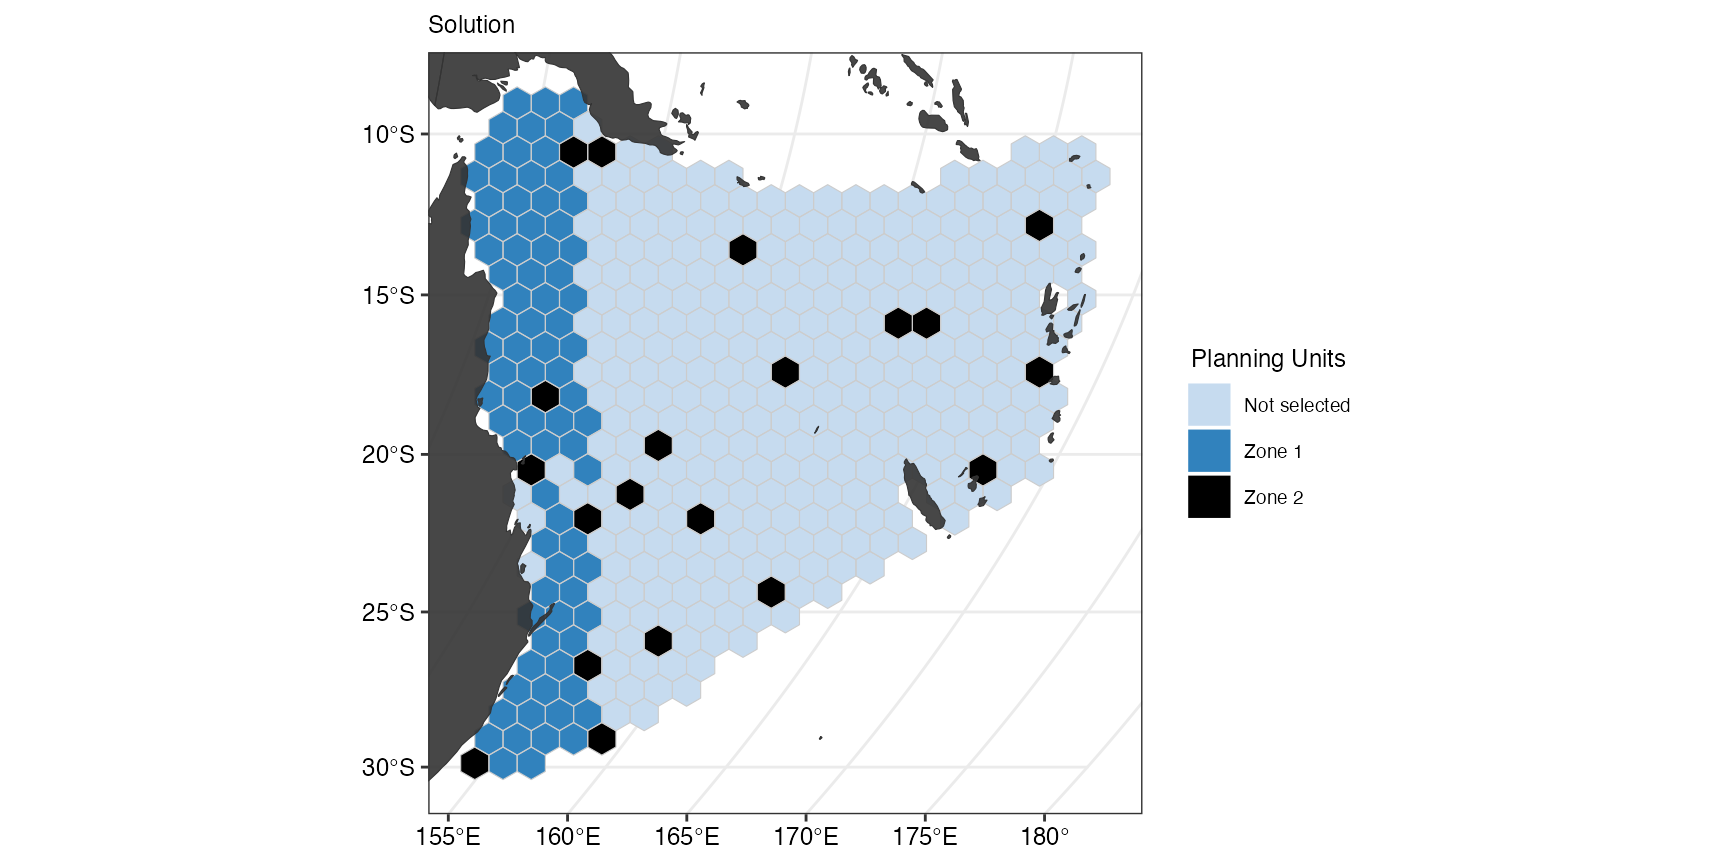 Solution
10°S
15°S
20°S
25°S
30°S
155°E 160°E 165°E 170°E 175°E 180°
Planning Units
Not selected
Zone 1
Zone 2